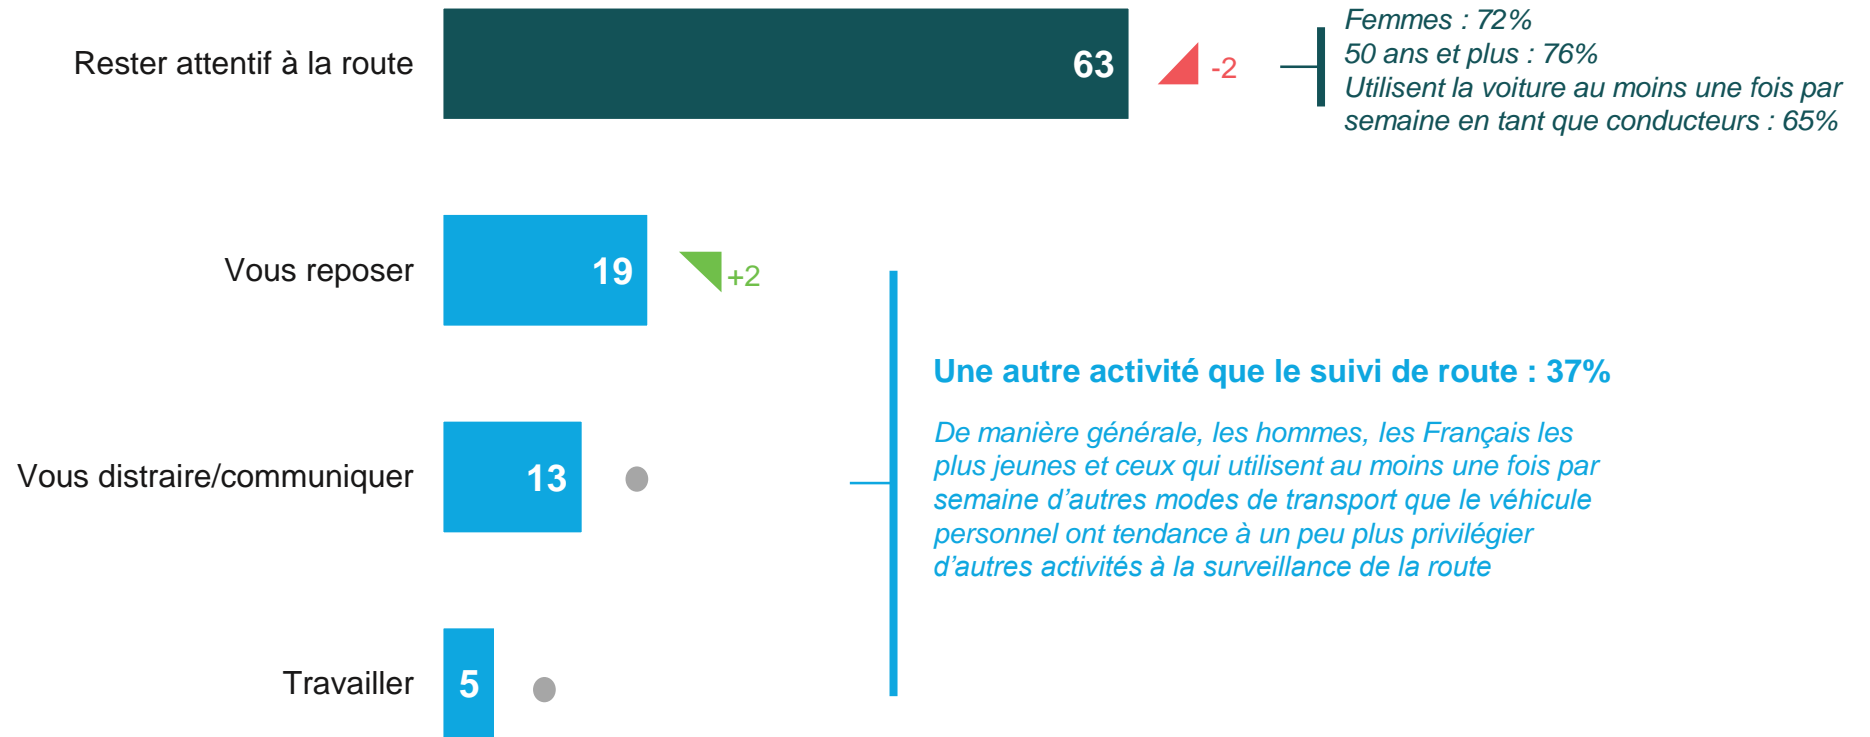 Rester attentif à la route
63
-2
Femmes : 72%
50 ans et plus : 76%
Utilisent la voiture au moins une fois par
semaine en tant que conducteurs : 65%
Vous reposer
19
+2
Vous distraire/communiquer
13
Travailler
5
Une autre activité que le suivi de route : 37%
De manière générale, les hommes, les Français les
plus jeunes et ceux qui utilisent au moins une fois par
semaine d’autres modes de transport que le véhicule
personnel ont tendance à un peu plus privilégier
d’autres activités à la surveillance de la route